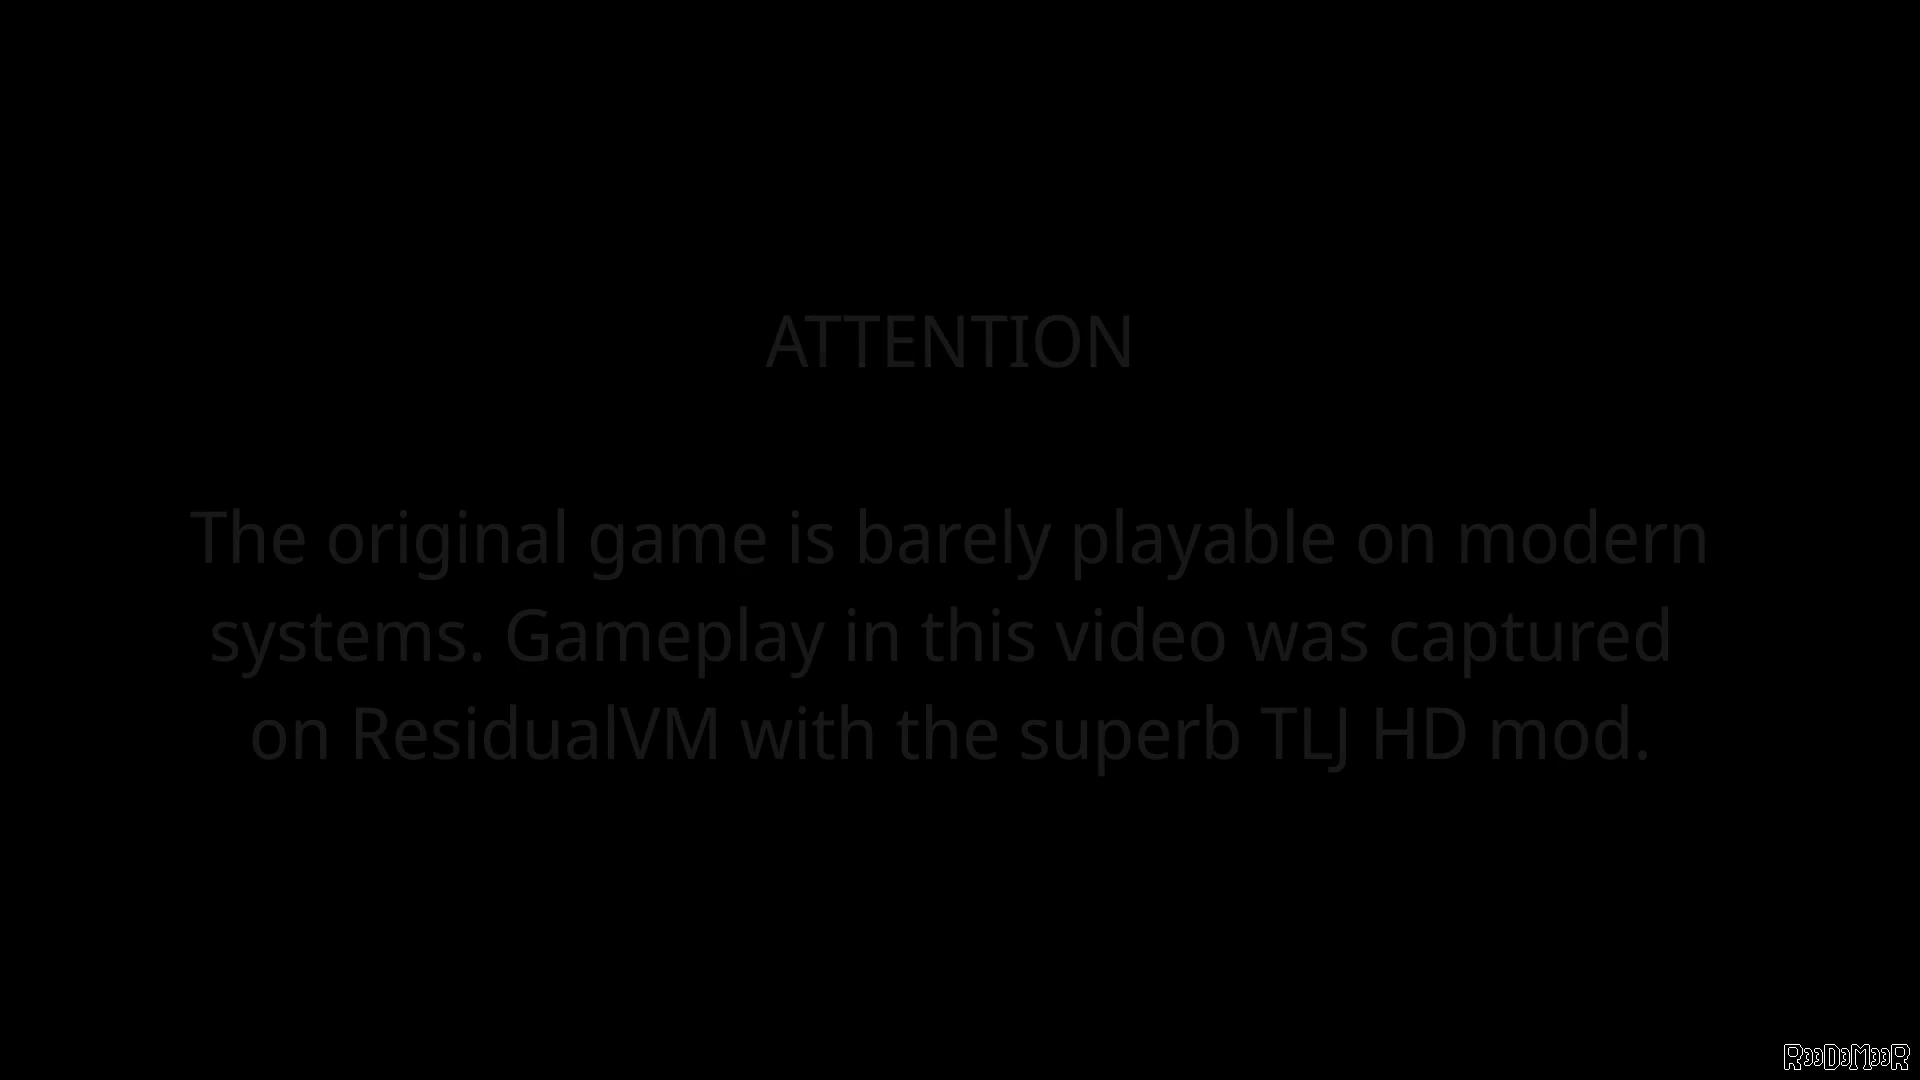 ATTENTION
The original game is barely playable on modern
systems. Gameplay in this video was captured
on ResidualVM with the superb TLJ HD mod.
R33D3M33R